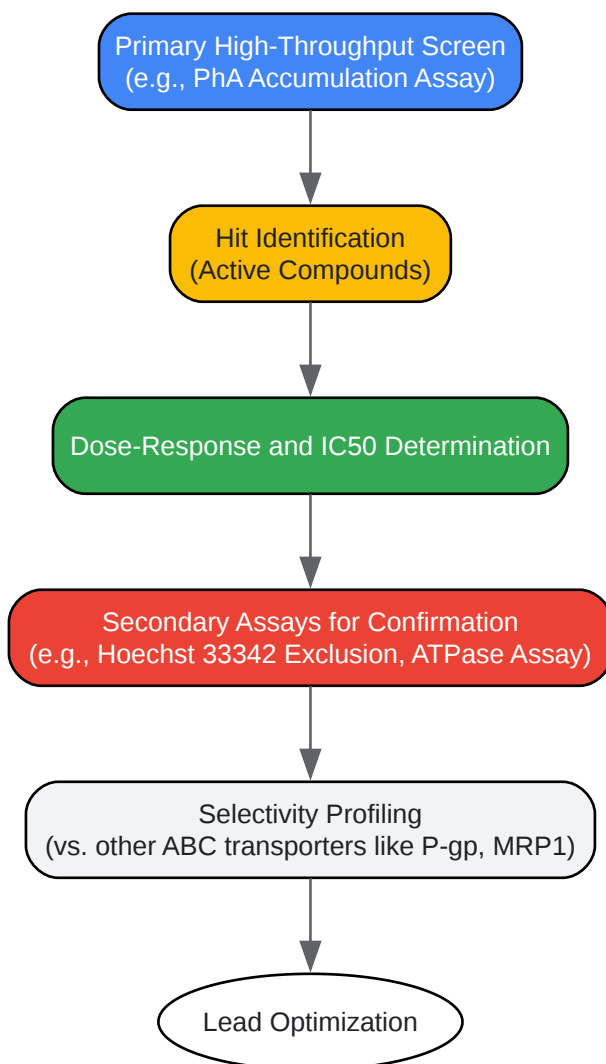 Primary High-Throughput Screen
(e.g., PhA Accumulation Assay)
Hit Identification
(Active Compounds)
Dose-Response and IC50 Determination
Secondary Assays for Confirmation
(e.g., Hoechst 33342 Exclusion, ATPase Assay)
Selectivity Profiling
(vs. other ABC transporters like P-gp, MRP1)
Lead Optimization